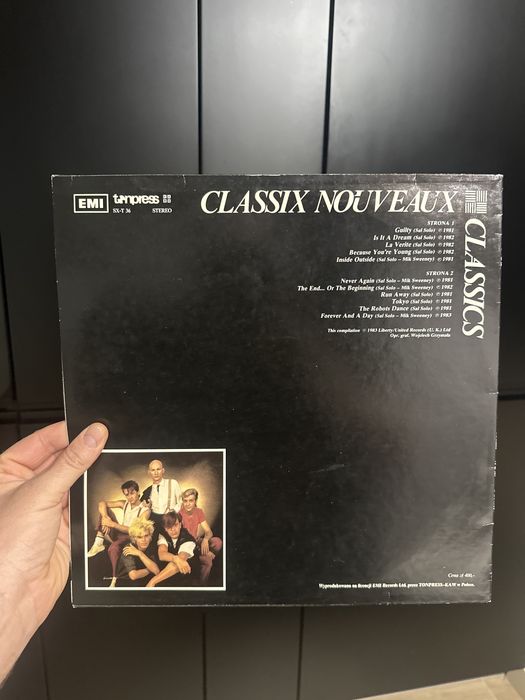 EMI tonpress
SX-T 36 STEREO
CLASSIX NOUVEAUX
CLASSICS
STRONA 1
Guilty (Sal Solo) ℗ 1981
Is It A Dream (Sal Solo) ℗ 1982
La Verite (Sal Solo) ℗ 1982
Because You're Young (Sal Solo) ℗ 1982
Inside Outside (Sal Solo – Mik Sweeney) ℗ 1981
STRONA 2
Never Again (Sal Solo – Mik Sweeney) ℗ 1981
The End... Or The Beginning (Sal Solo – Mik Sweeney) ℗ 1982
Run Away (Sal Solo) ℗ 1981
Tokyo (Sal Solo) ℗ 1981
The Robots Dance (Sal Solo) ℗ 1981
Forever And A Day (Sal Solo – Mik Sweeney) ℗ 1983
This compilation ℗ 1983 Liberty/United Records (U. K.) Ltd
Opr. graf. Wojciech Grzymała
Cena zł 400,-
Wyprodukowano na licencji EMI Records Ltd. przez TONPRESS–KAW w Polsce.